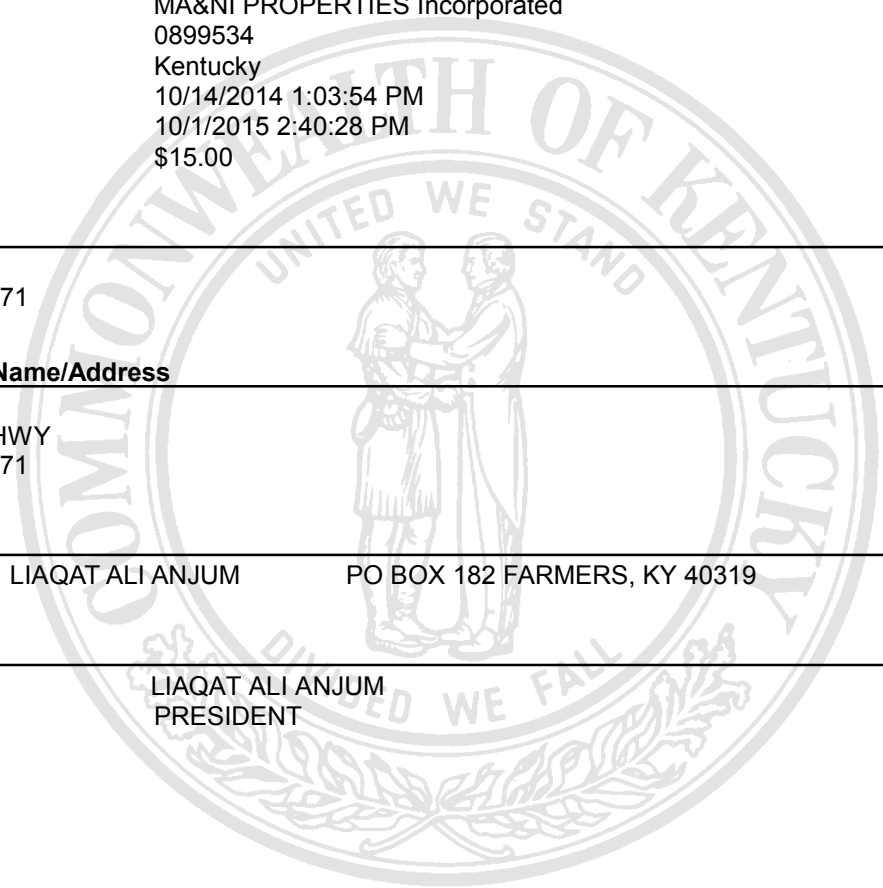 MA&NI PROPERTIES Incorporated
0899534
Kentucky
10/14/2014 1:03:54 PM
10/1/2015 2:40:28 PM
$15.00
71
Name/Address
HWY
71
LIAQAT ALI ANJUM PO BOX 182 FARMERS, KY 40319
LIAQAT ALI ANJUM
PRESIDENT
COMMONWEALTH OF KENTUCKY
UNITED WE STAND
DIVIDED WE FALL